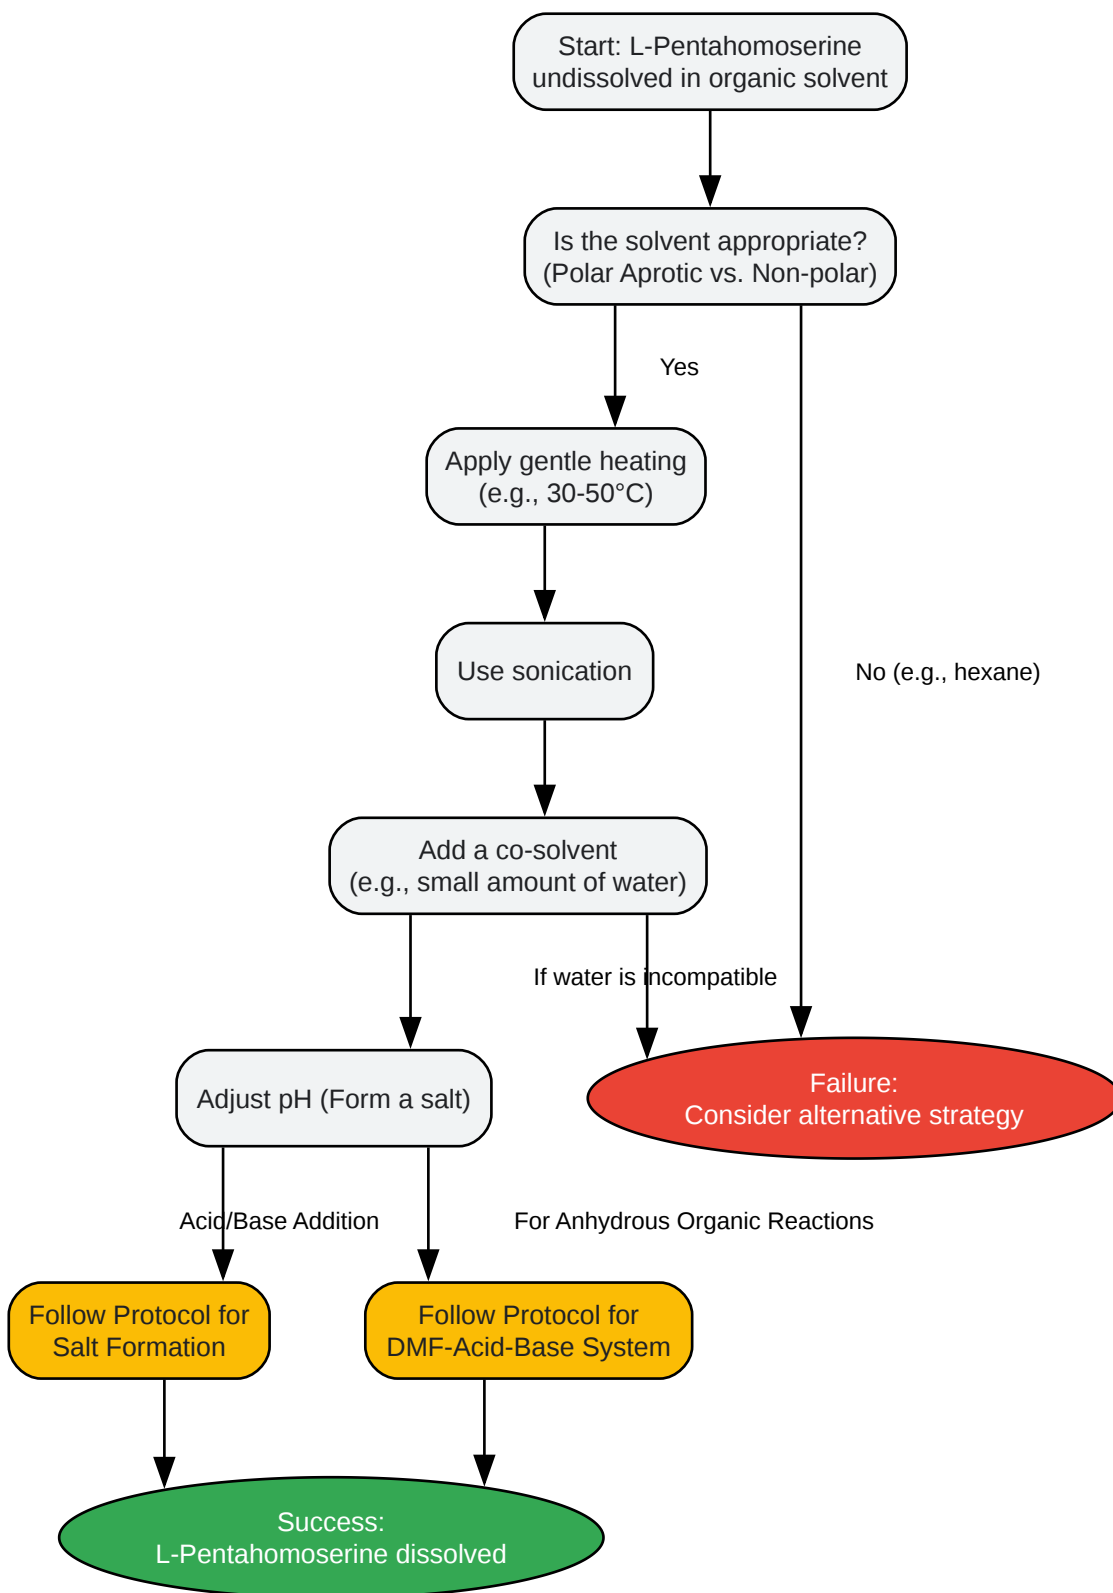 Start: L-Pentahomoserine
undissolved in organic solvent
Is the solvent appropriate?
(Polar Aprotic vs. Non-polar)
Yes
Apply gentle heating
(e.g., 30-50°C)
Use sonication
No (e.g., hexane)
Add a co-solvent
(e.g., small amount of water)
If water is incompatible
Adjust pH (Form a salt)
Failure:
Consider alternative strategy
Acid/Base Addition
For Anhydrous Organic Reactions
Follow Protocol for
Salt Formation
Follow Protocol for
DMF-Acid-Base System
Success:
L-Pentahomoserine dissolved